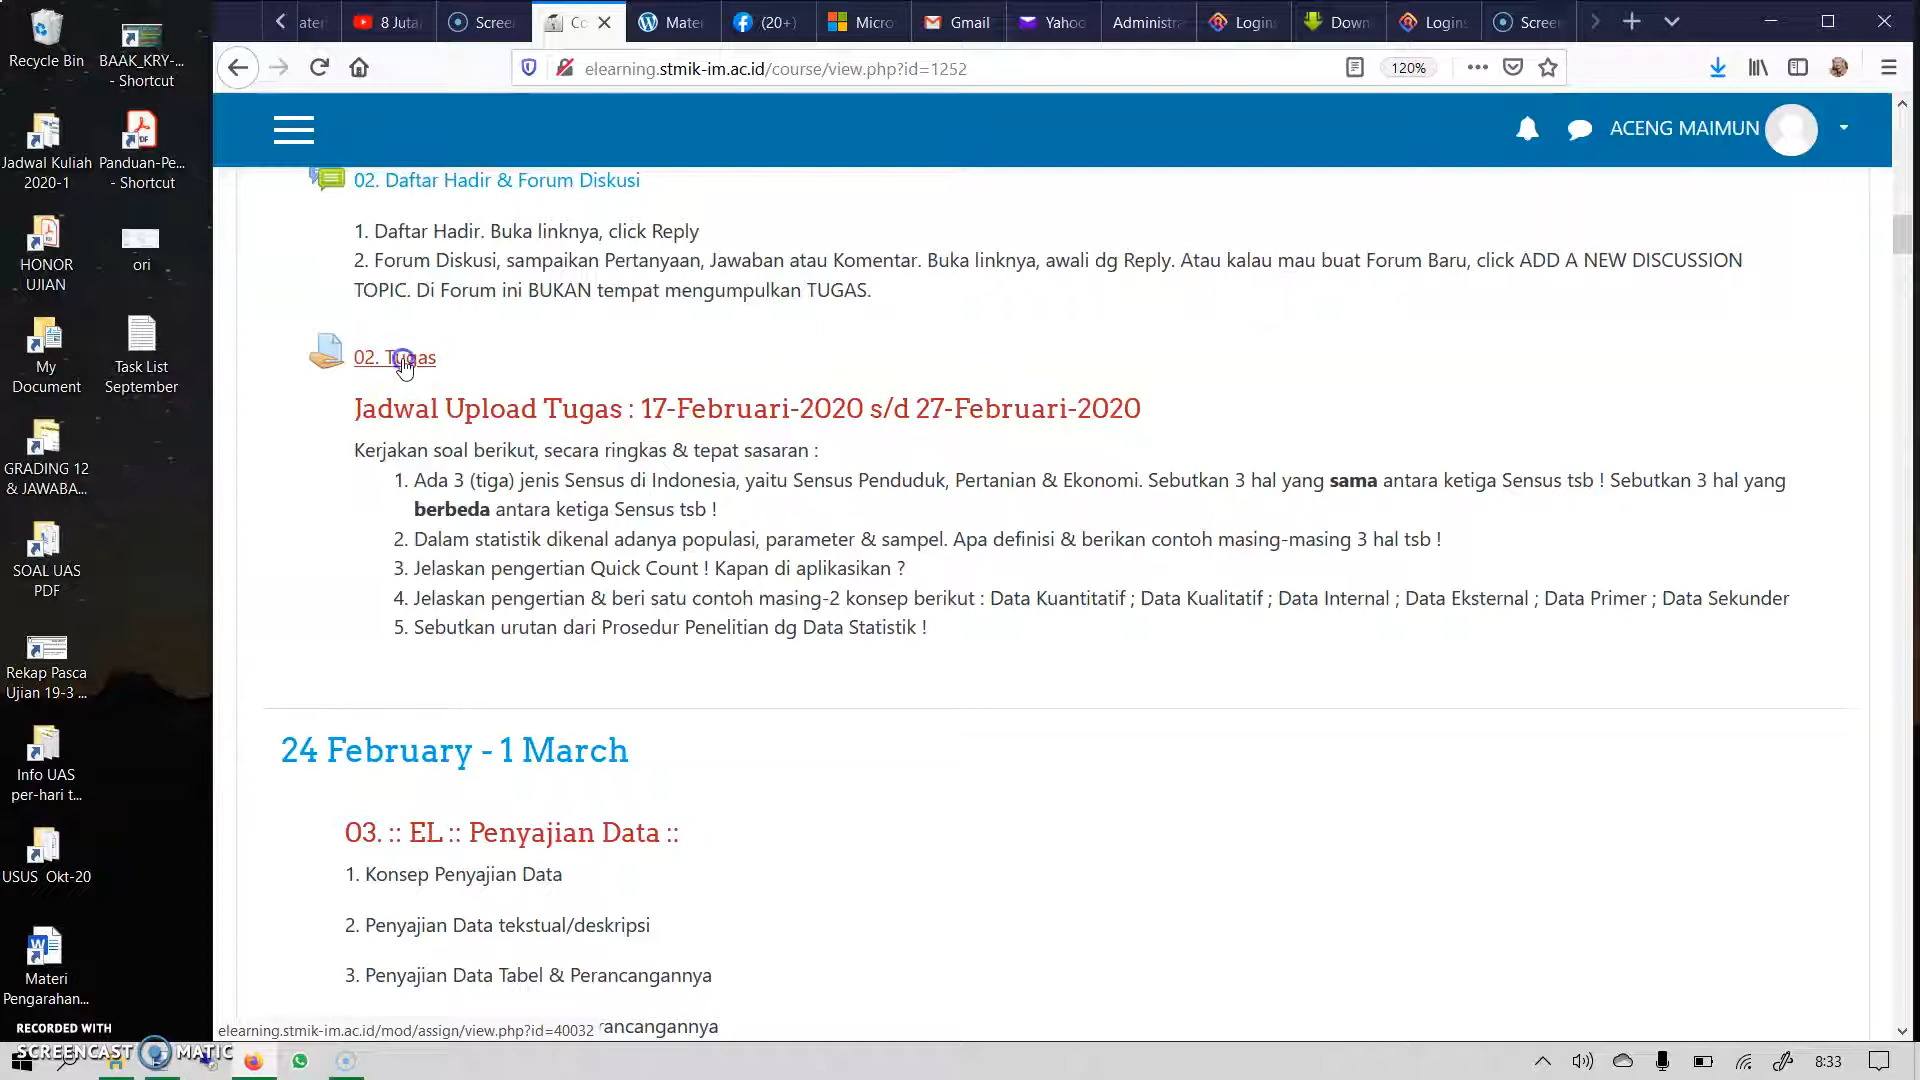 Recycle Bin
BAAK_KRY-...
- Shortcut
Jadwal Kuliah
2020-1
Panduan-Pe...
- Shortcut
HONOR
UJIAN
ori
My
Document
Task List
September
GRADING 12
& JAWABA...
SOAL UAS
PDF
Rekap Pasca
Ujian 19-3 ...
Info UAS
per-hari t...
USUS Okt-20
Materi
Pengarahan...
RECORDED WITH
SCREENCAST MATIC
ater
8 Juta
Scree
Co
Mate
(20+)
Micro
Gmail
Yaho
Administra
Login
Down
Login
Scree
elearning.stmik-im.ac.id/course/view.php?id=1252
120%
ACENG MAIMUN
02. Daftar Hadir & Forum Diskusi
1. Daftar Hadir. Buka linknya, click Reply
2. Forum Diskusi, sampaikan Pertanyaan, Jawaban atau Komentar. Buka linknya, awali dg Reply. Atau kalau mau buat Forum Baru, click ADD A NEW DISCUSSION
TOPIC. Di Forum ini BUKAN tempat mengumpulkan TUGAS.
02. Tugas
Jadwal Upload Tugas : 17-Februari-2020 s/d 27-Februari-2020
Kerjakan soal berikut, secara ringkas & tepat sasaran :
1. Ada 3 (tiga) jenis Sensus di Indonesia, yaitu Sensus Penduduk, Pertanian & Ekonomi. Sebutkan 3 hal yang sama antara ketiga Sensus tsb ! Sebutkan 3 hal yang
berbeda antara ketiga Sensus tsb !
2. Dalam statistik dikenal adanya populasi, parameter & sampel. Apa definisi & berikan contoh masing-masing 3 hal tsb !
3. Jelaskan pengertian Quick Count ! Kapan di aplikasikan ?
4. Jelaskan pengertian & beri satu contoh masing-2 konsep berikut : Data Kuantitatif ; Data Kualitatif ; Data Internal ; Data Eksternal ; Data Primer ; Data Sekunder
5. Sebutkan urutan dari Prosedur Penelitian dg Data Statistik !
24 February - 1 March
03. :: EL :: Penyajian Data ::
1. Konsep Penyajian Data
2. Penyajian Data tekstual/deskripsi
3. Penyajian Data Tabel & Perancangannya
rancangannya
elearning.stmik-im.ac.id/mod/assign/view.php?id=40032
8:33